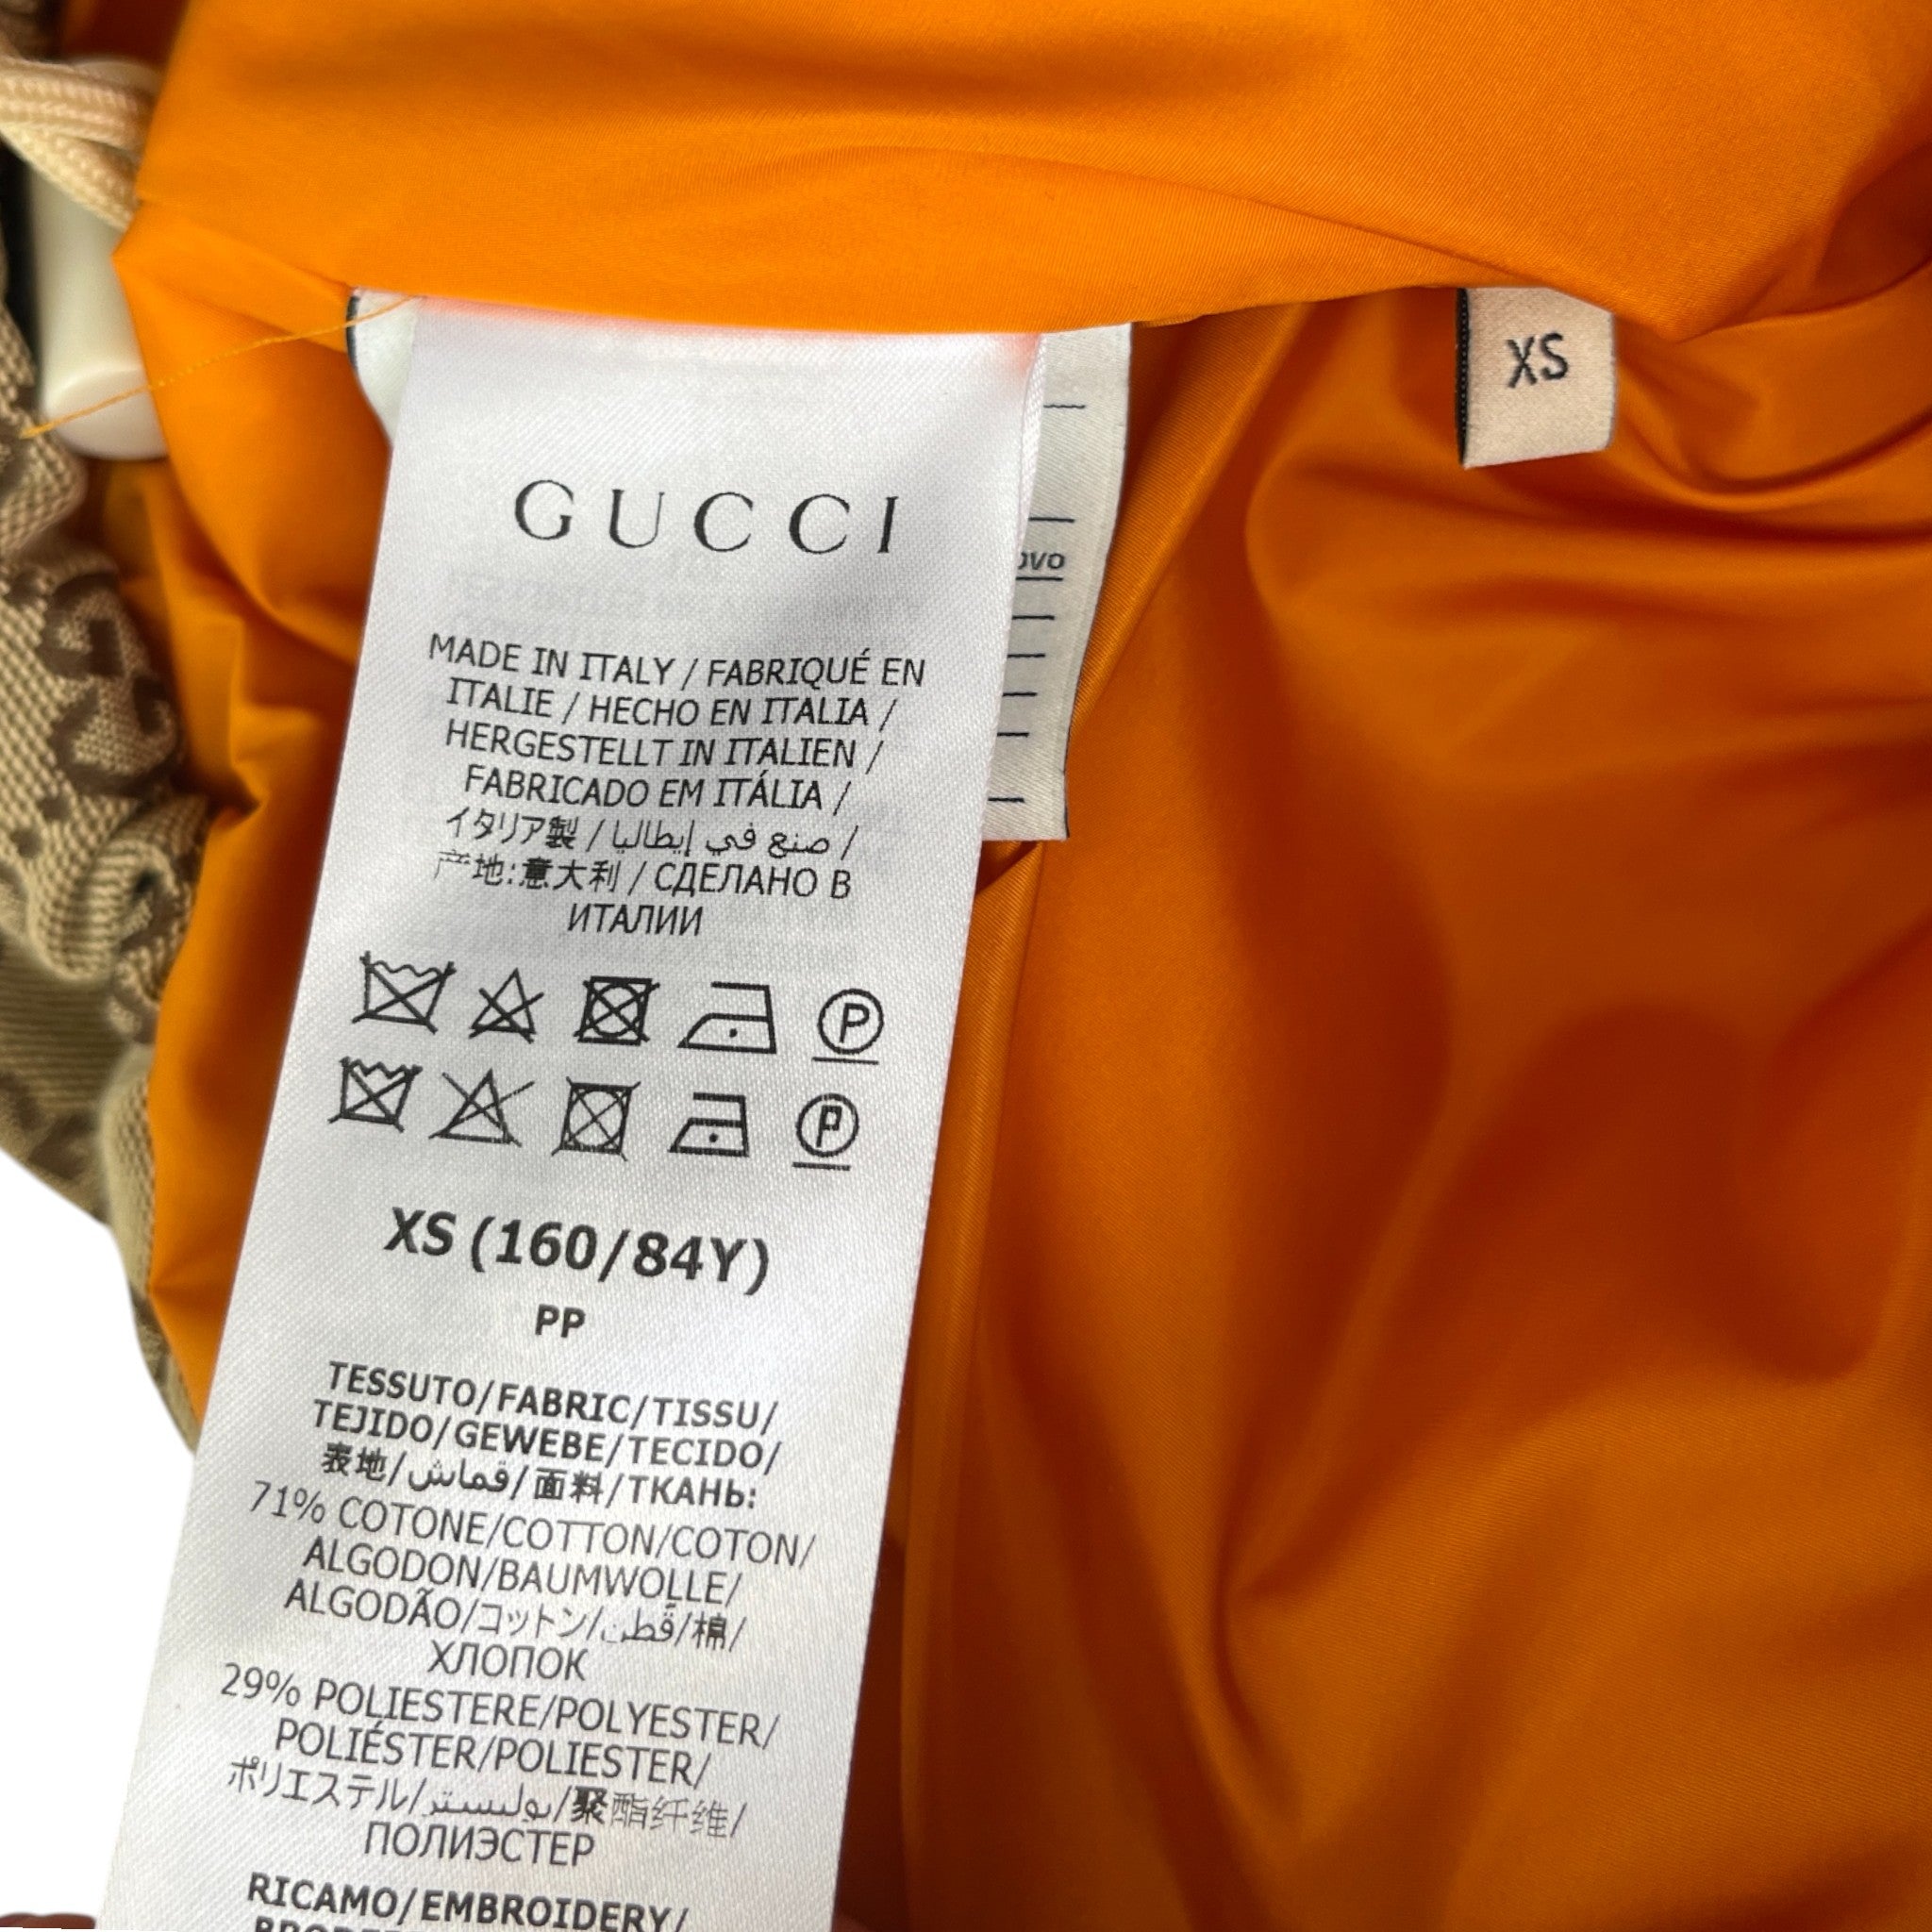 GUCCI
MADE IN ITALY / FABRIQUÉ EN
ITALIE / HECHO EN ITALIA /
HERGESTELLT IN ITALIEN /
FABRICADO EM ITÁLIA /
イタリア製 / صنع في إيطاليا /
产地:意大利 / СДЕЛАНО В
ИТАЛИИ
P
P
XS (160/84Y)
PP
TESSUTO/FABRIC/TISSU/
TEJIDO/GEWEBE/TECIDO/
表地/قماش/面料/ТКАНЬ:
71% COTONE/COTTON/COTON/
ALGODON/BAUMWOLLE/
ALGODÃO/コットン/قطن/棉/
ХЛОПОК
29% POLIESTERE/POLYESTER/
POLIÉSTER/POLIESTER/
ポリエステル/بوليستر/聚酯纤维/
ПОЛИЭСТЕР
RICAMO/EMBROIDERY/
XS